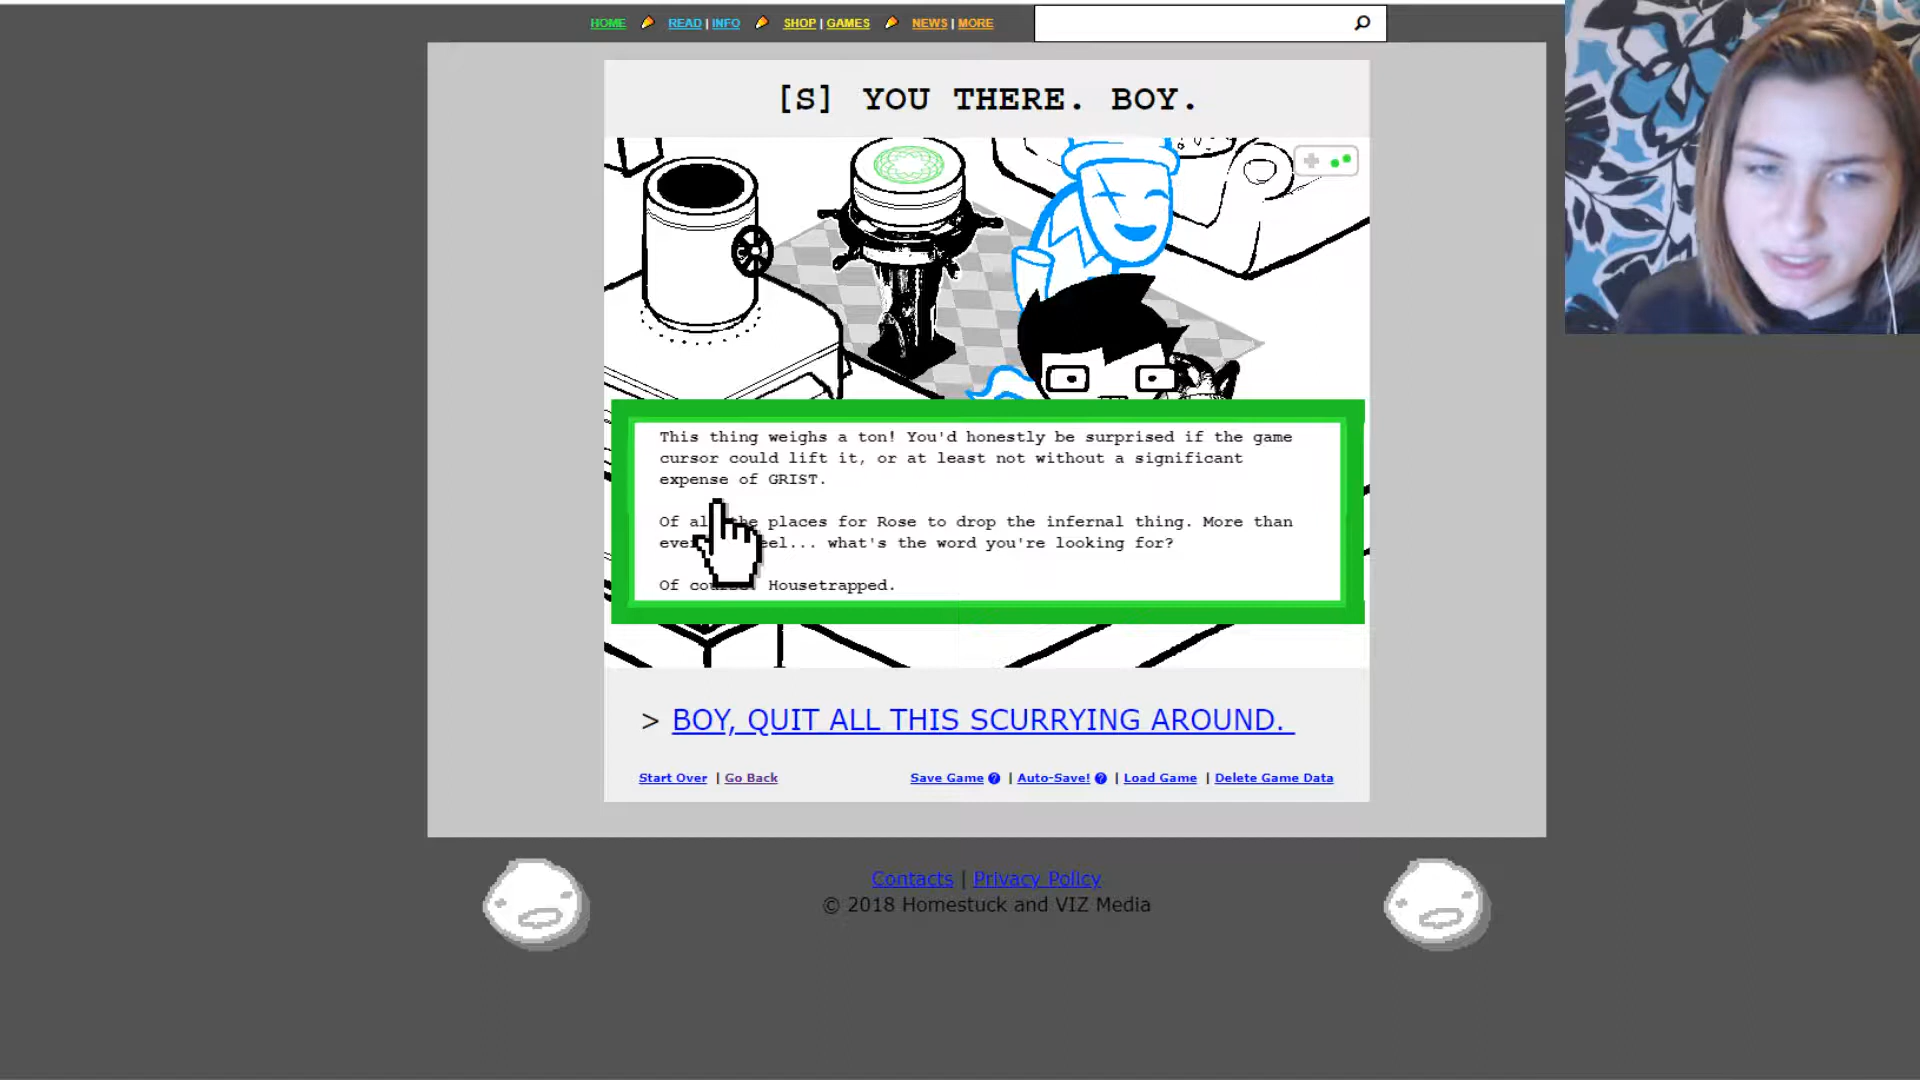 HOME READ | INFO SHOP | GAMES NEWS | MORE
[S] YOU THERE. BOY.
This thing weighs a ton! You'd honestly be surprised if the game
cursor could lift it, or at least not without a significant
expense of GRIST.
Of all the places for Rose to drop the infernal thing. More than
what's the word you're looking for?
Of Housetrapped.
> BOY, QUIT ALL THIS SCURRYING AROUND.
Start Over | Go Back Save Game ? | Auto-Save! ? | Load Game | Delete Game Data
Contacts | Privacy Policy
© 2018 Homestuck and VIZ Media